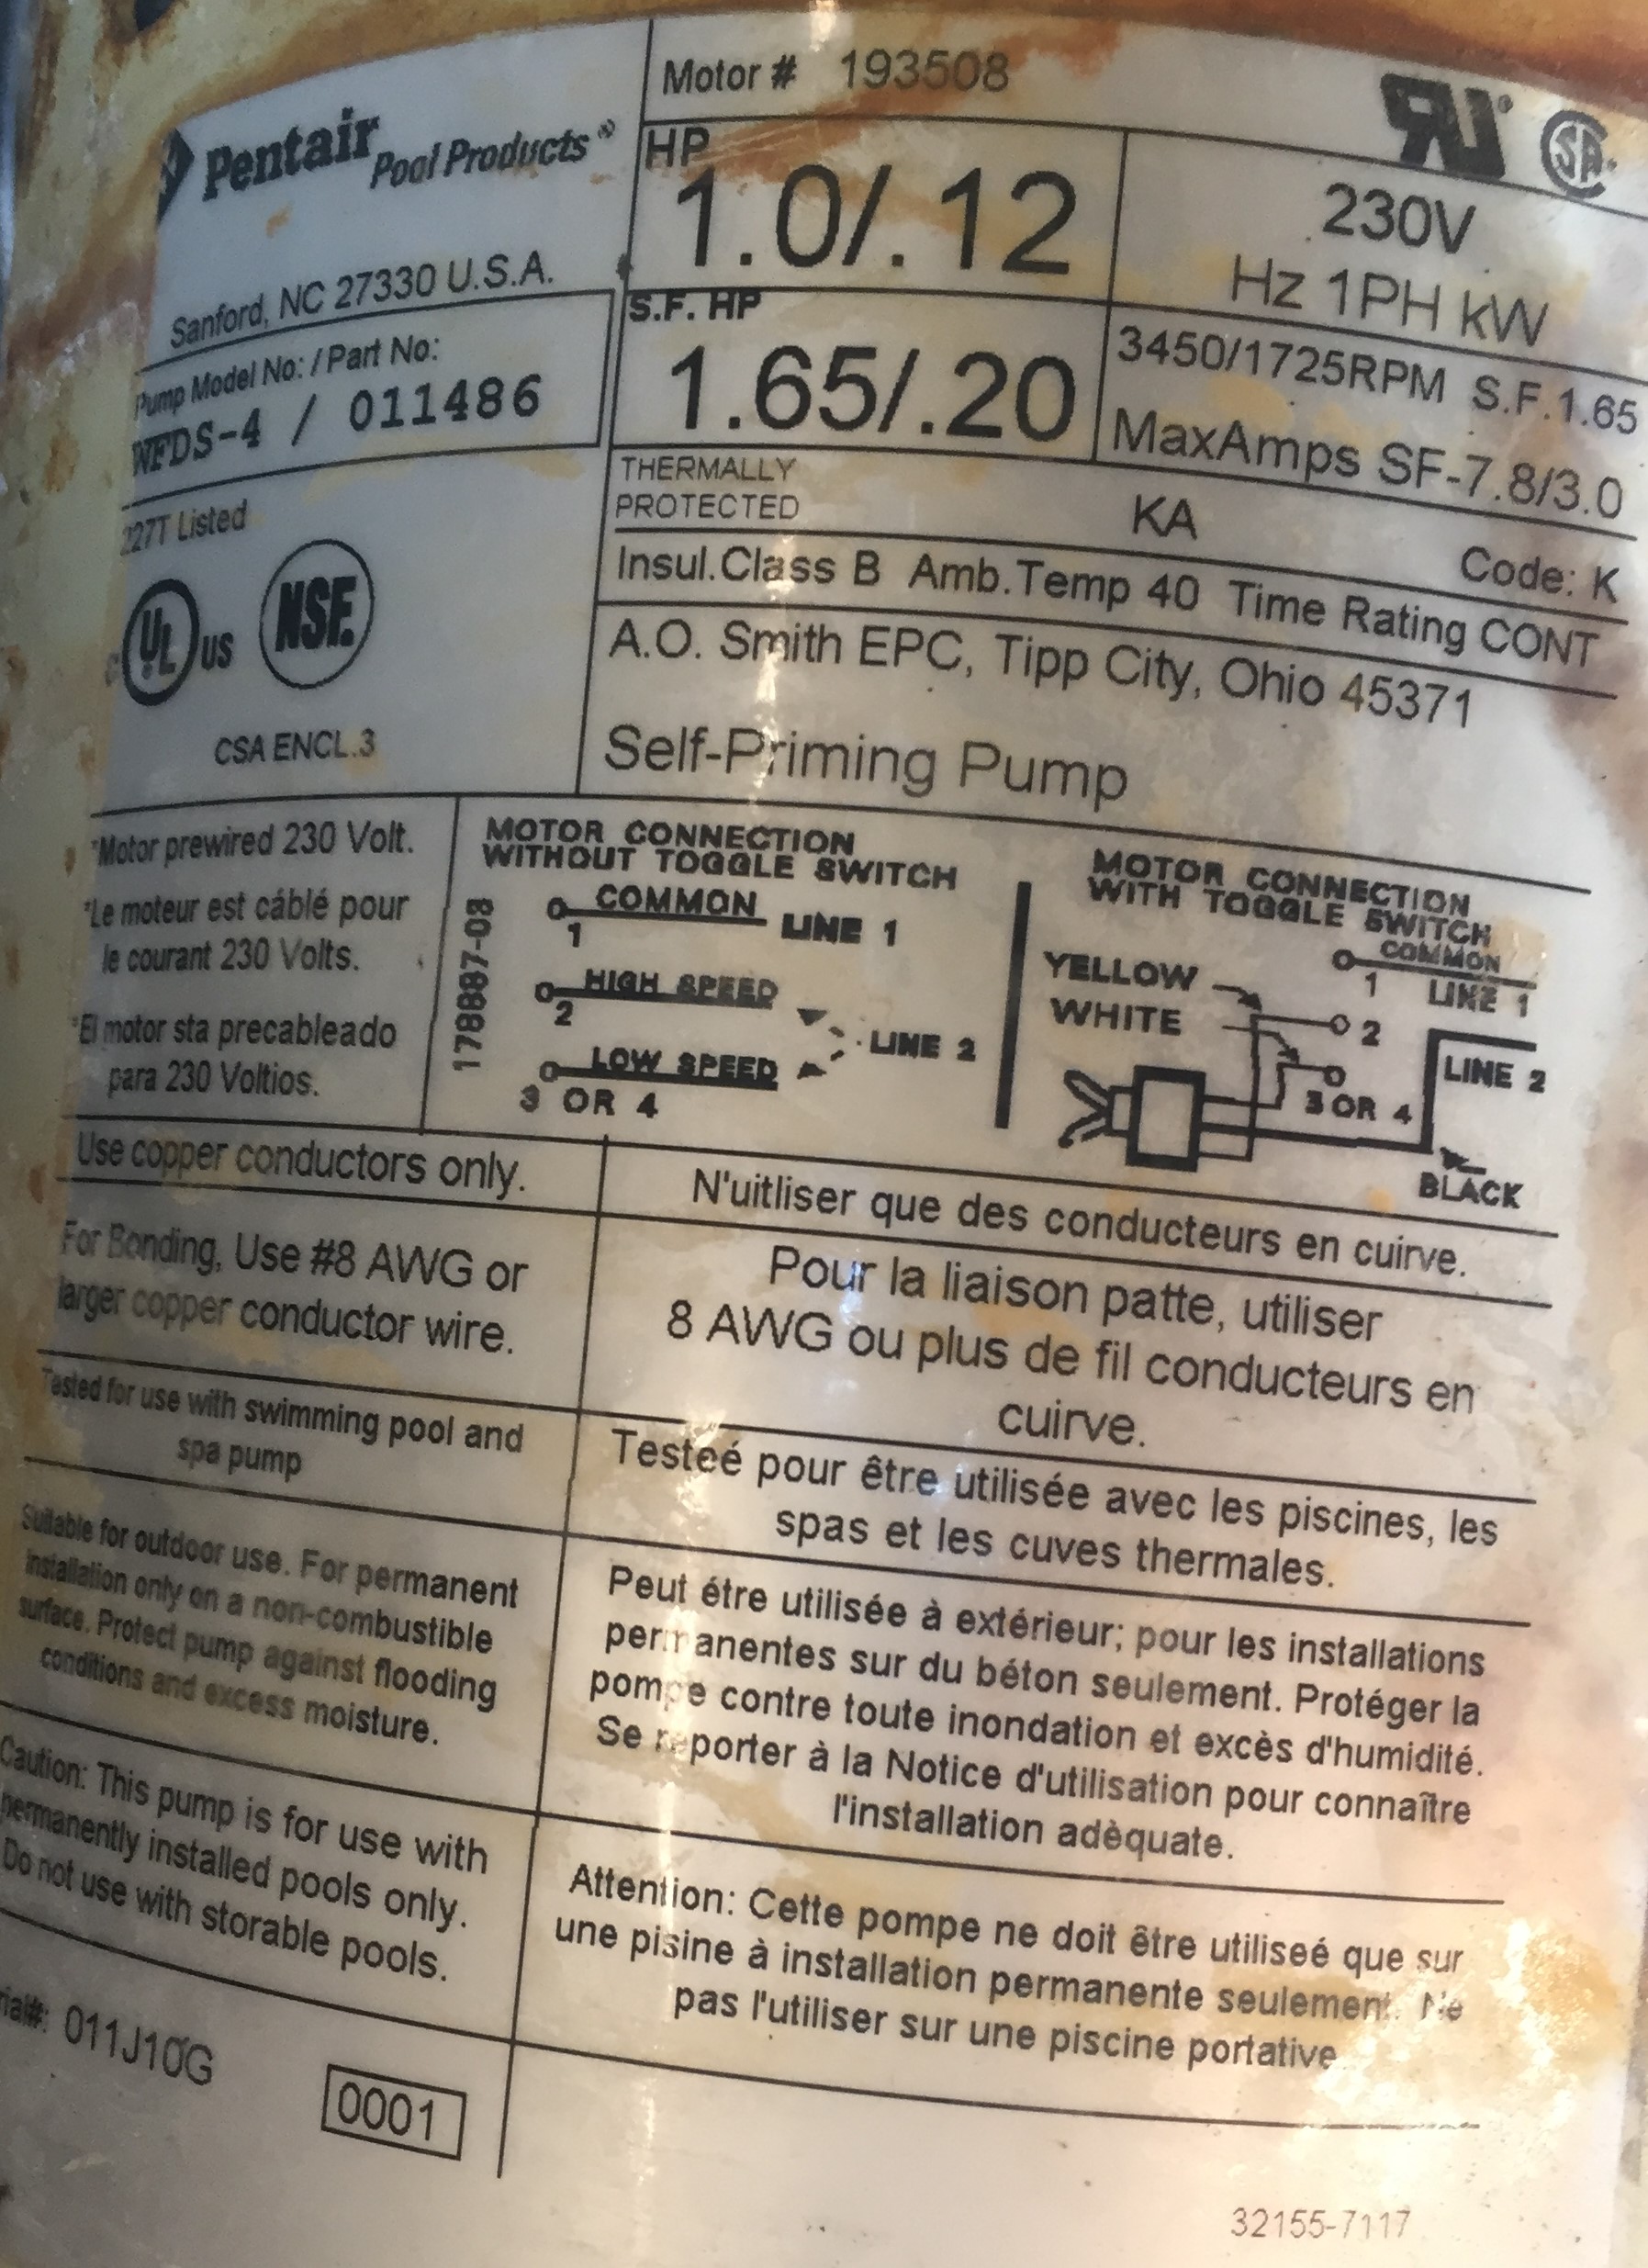 Pentair Pool Products®
Sanford, NC 27330 U.S.A.
Pump Model No: / Part No:
WFDS-4 / 011486
227T Listed
c UL US NSF.
CSA ENCL.3
Motor # 193508
HP
1.0/.12
S.F. HP
1.65/.20
RU® SA
230V
Hz 1PH kW
3450/1725RPM S.F.1.65
MaxAmps SF-7.8/3.0
THERMALLY
PROTECTED
KA
Code: K
Insul.Class B Amb.Temp 40 Time Rating CONT
A.O. Smith EPC, Tipp City, Ohio 45371
Self-Priming Pump
*Motor prewired 230 Volt.
*Le moteur est cáblé pour
le courant 230 Volts.
*El motor sta precableado
para 230 Voltios.
178887-08
MOTOR CONNECTION
WITHOUT TOGGLE SWITCH
COMMON
1
LINE 1
HIGH SPEED
2
LINE 2
LOW SPEED
3 OR 4
MOTOR CONNECTION
WITH TOGGLE SWITCH
COMMON
1
LINE 1
YELLOW
WHITE
2
LINE 2
3 OR 4
BLACK
Use copper conductors only.
N'uitliser que des conducteurs en cuirve.
For Bonding, Use #8 AWG or
larger copper conductor wire.
Pour la liaison patte, utiliser
8 AWG ou plus de fil conducteurs en
cuirve.
Tested for use with swimming pool and
spa pump
Testeé pour être utilisée avec les piscines, les
spas et les cuves thermales.
Suitable for outdoor use. For permanent
installation only on a non-combustible
surface. Protect pump against flooding
conditions and excess moisture.
Peut étre utilisée à extérieur; pour les installations
permanentes sur du béton seulement. Protéger la
pompe contre toute inondation et excès d'humidité.
Se reporter à la Notice d'utilisation pour connaître
l'installation adèquate.
Caution: This pump is for use with
permanently installed pools only.
Do not use with storable pools.
Attention: Cette pompe ne doit être utiliseé que sur
une pisine à installation permanente seulement. Ne
pas l'utiliser sur une piscine portative
011J10G
0001
32155-7117